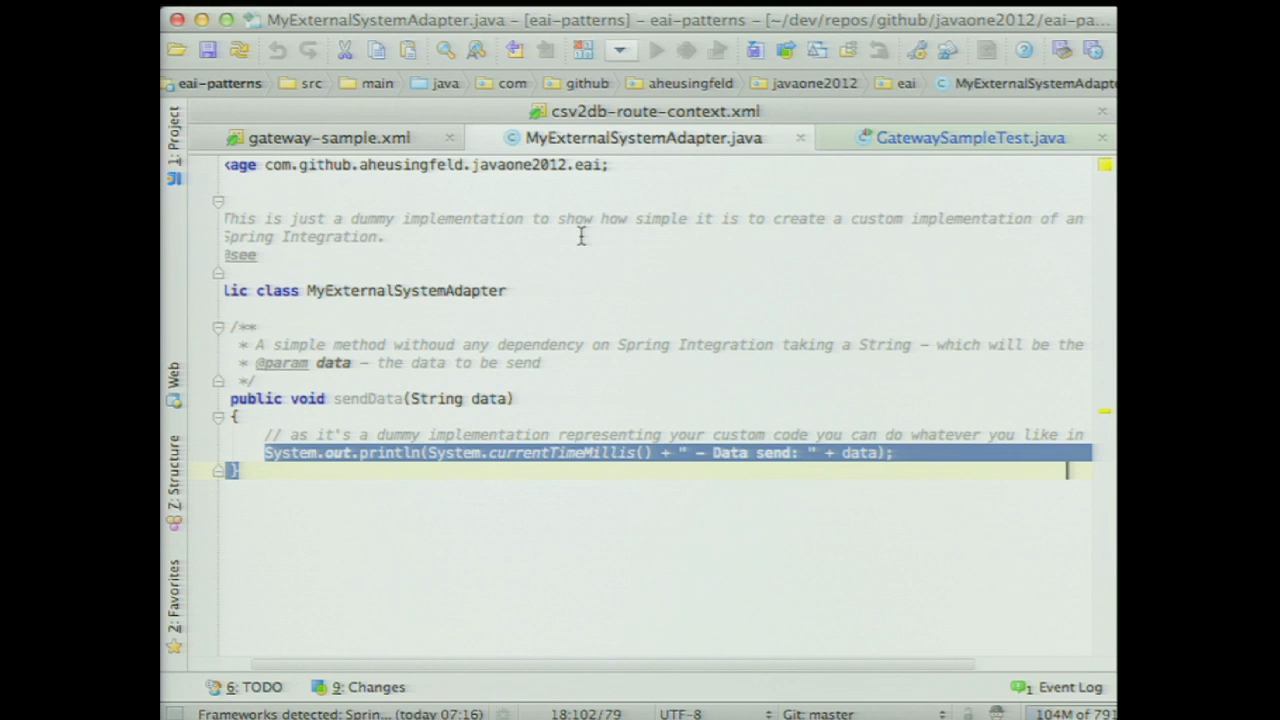 MyExternalSystemAdapter.java – [eai-patterns] – eai-patterns – [~/dev/repos/github/javaone2012/eai-pa...
eai-patterns src main java com github aheusingfeld javaone2012 eai MyExternalSystemAdapte
csv2db-route-context.xml
gateway-sample.xml MyExternalSystemAdapter.java GatewaySampleTest.java
1: Project
kage com.github.aheusingfeld.javaone2012.eai;
This is just a dummy implementation to show how simple it is to create a custom implementation of an
Spring Integration.
@see
lic class MyExternalSystemAdapter
/**
* A simple method without any dependency on Spring Integration taking a String – which will be the
* @param data – the data to be send
*/
public void sendData(String data)
{
// as it's a dummy implementation representing your custom code you can do whatever you like in
System.out.println(System.currentTimeMillis() + " – Data send: " + data);
}
Web
Z: Structure
2: Favorites
6: TODO 9: Changes 1 Event Log
Frameworks detected: Sprin... (today 07:16) 18:102/79 UTF-8 Git: master 104M of 791